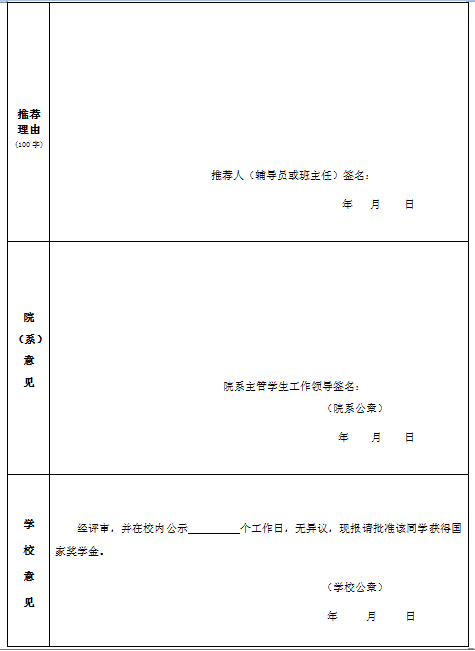 推荐
理由
（100 字）
推荐人（辅导员或班主任）签名：
年 月 日
院
（系）
意
见
院系主管学生工作领导签名：
（院系公章）
年 月 日
学
校
意
见
经评审，并在校内公示_________个工作日，无异议，现报请批准该同学获得国
家奖学金。
（学校公章）
年 月 日